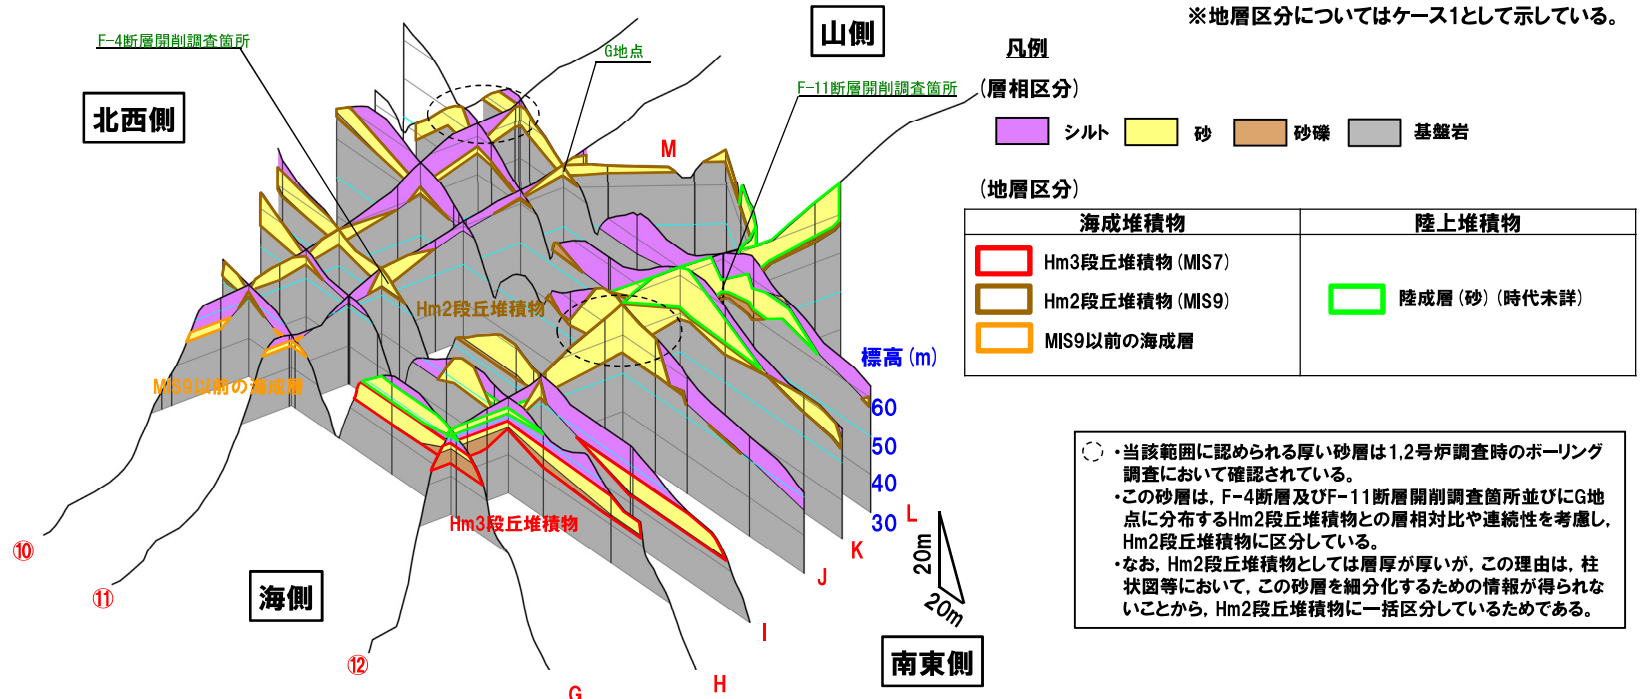 ※地層区分についてはケース1として示している。
山側
凡例
F-4断層開削調査箇所
G地点
F-11断層開削調査箇所
(層相区分)
北西側
シルト
砂
砂礫
基盤岩
M
(地層区分)
海成堆積物
陸上堆積物
Hm3段丘堆積物(MIS7)
Hm2段丘堆積物(MIS9)
MIS9以前の海成層
陸成層(砂)(時代未詳)
Hm2段丘堆積物
標高(m)
MIS9以前の海成層
60
50
40
30
Hm3段丘堆積物
L
K
J
I
H
G
⑩
⑪
⑫
海側
20m
20m
南東側
・当該範囲に認められる厚い砂層は1,2号炉調査時のボーリング
調査において確認されている。
・この砂層は,F-4断層及びF-11断層開削調査箇所並びにG地
点に分布するHm2段丘堆積物との層相対比や連続性を考慮し,
Hm2段丘堆積物に区分している。
・なお,Hm2段丘堆積物としては層厚が厚いが,この理由は,柱
状図等において,この砂層を細分化するための情報が得られな
いことから,Hm2段丘堆積物に一括区分しているためである。